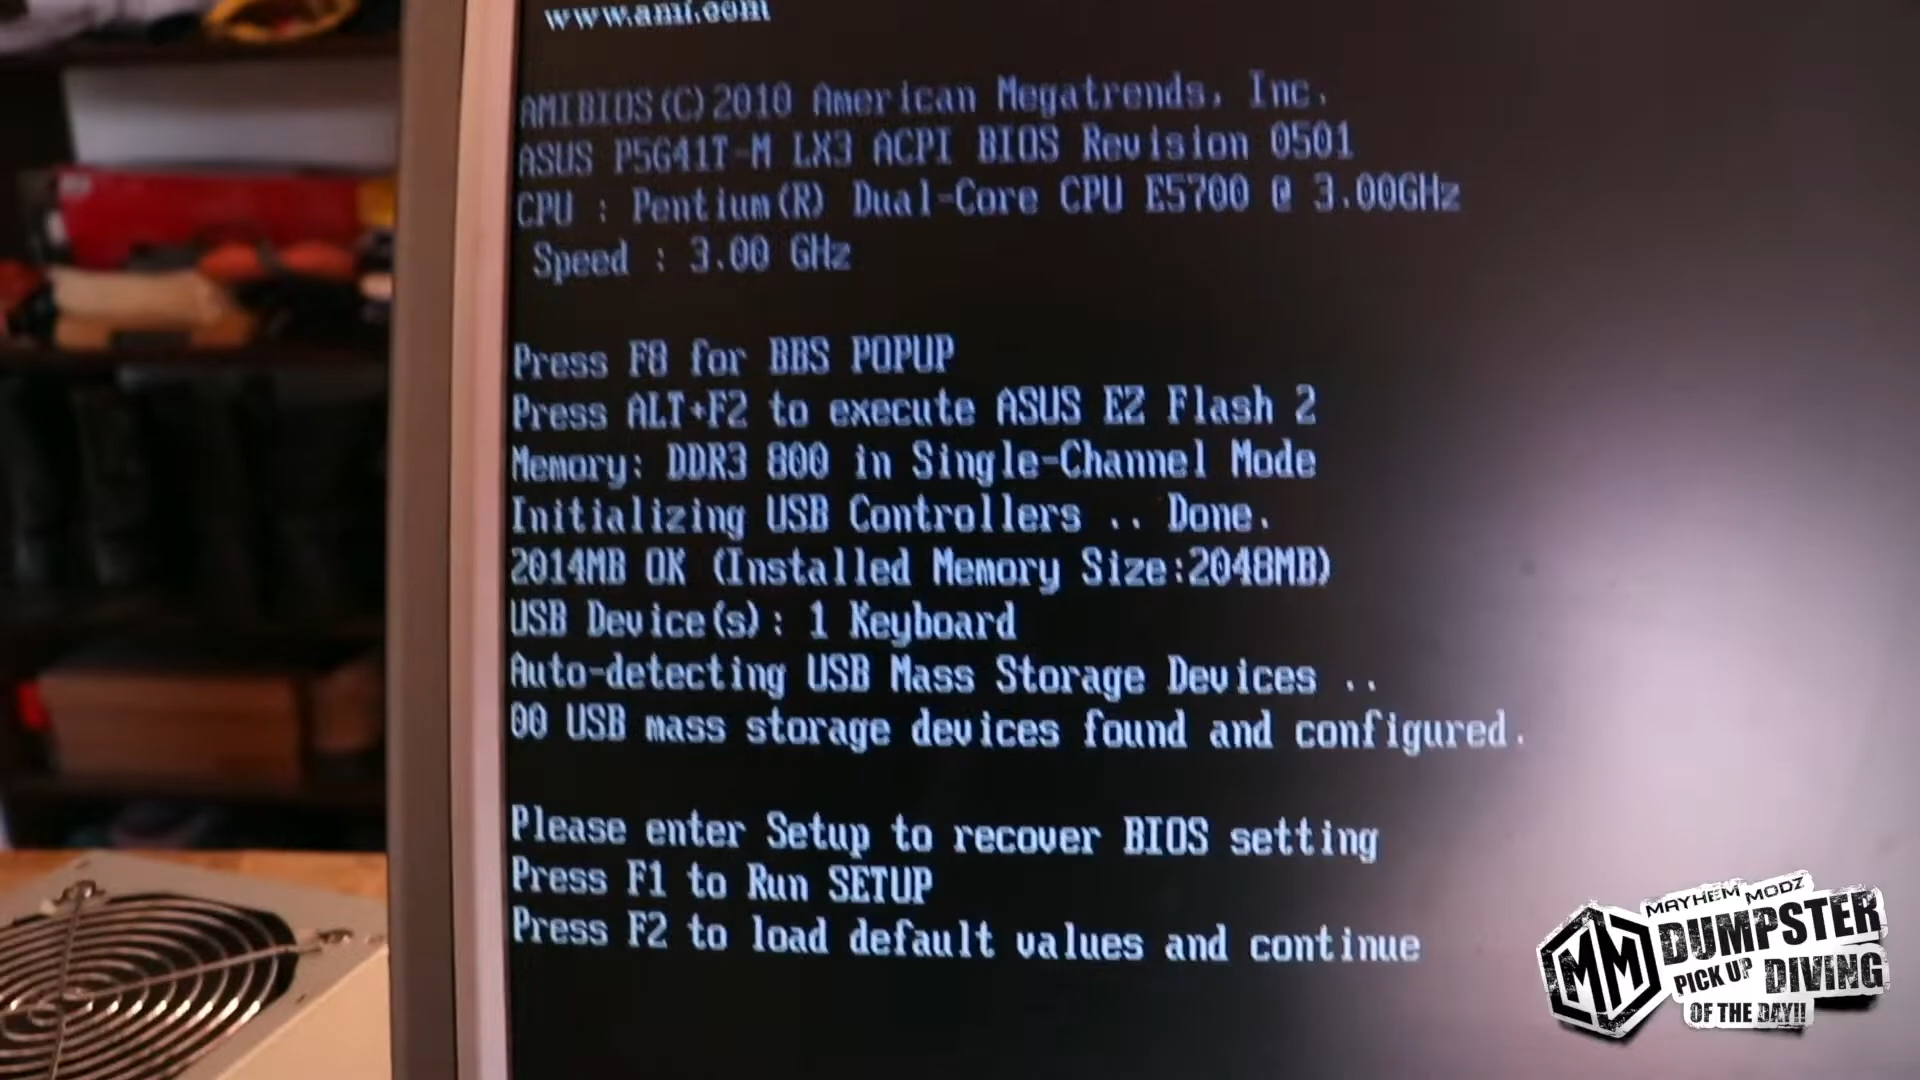 www.ami.com
AMIBIOS(C)2010 American Megatrends, Inc.
ASUS P5G41T-M LX3 ACPI BIOS Revision 0501
CPU : Pentium(R) Dual-Core CPU E5700 @ 3.00GHz
Speed : 3.00 GHz
Press F8 for BBS POPUP
Press ALT+F2 to execute ASUS EZ Flash 2
Memory: DDR3 800 in Single-Channel Mode
Initializing USB Controllers .. Done.
2014MB OK (Installed Memory Size:2048MB)
USB Device(s): 1 Keyboard
Auto-detecting USB Mass Storage Devices ..
00 USB mass storage devices found and configured.
Please enter Setup to recover BIOS setting
Press F1 to Run SETUP
Press F2 to load default values and continue
MAYHEM MODZ
MM
DUMPSTER
PICK UP DIVING
OF THE DAY!!